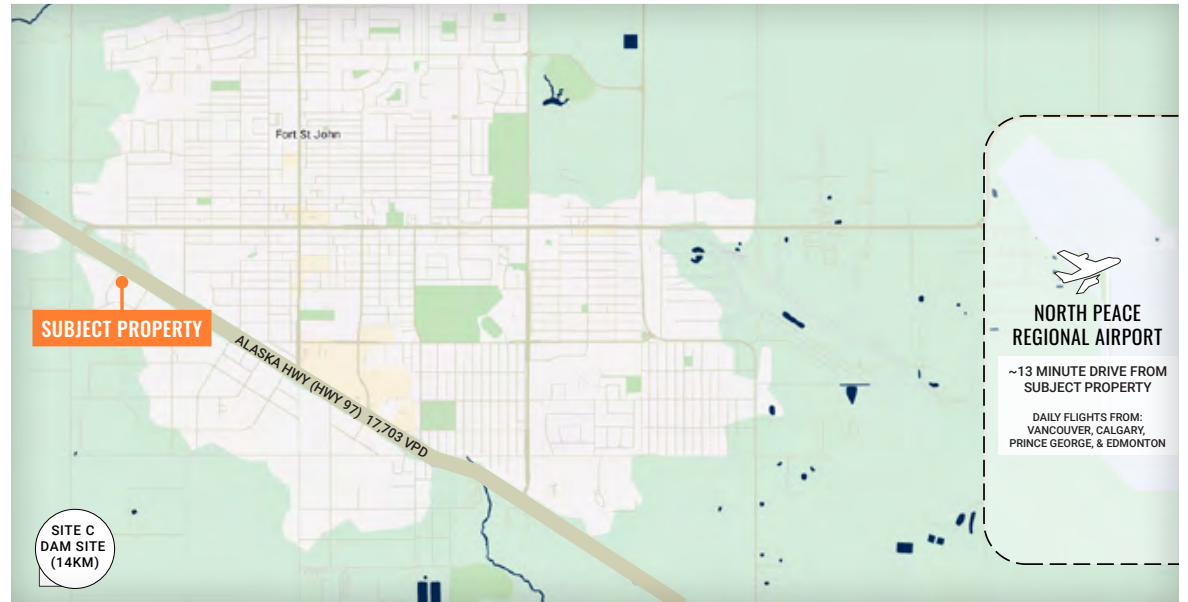 Fort St John
SUBJECT PROPERTY
ALASKA HWY (HWY 97) 17,703 VPD
NORTH PEACE
REGIONAL AIRPORT
~13 MINUTE DRIVE FROM
SUBJECT PROPERTY
DAILY FLIGHTS FROM:
VANCOUVER, CALGARY,
PRINCE GEORGE, & EDMONTON
SITE C
DAM SITE
(14KM)